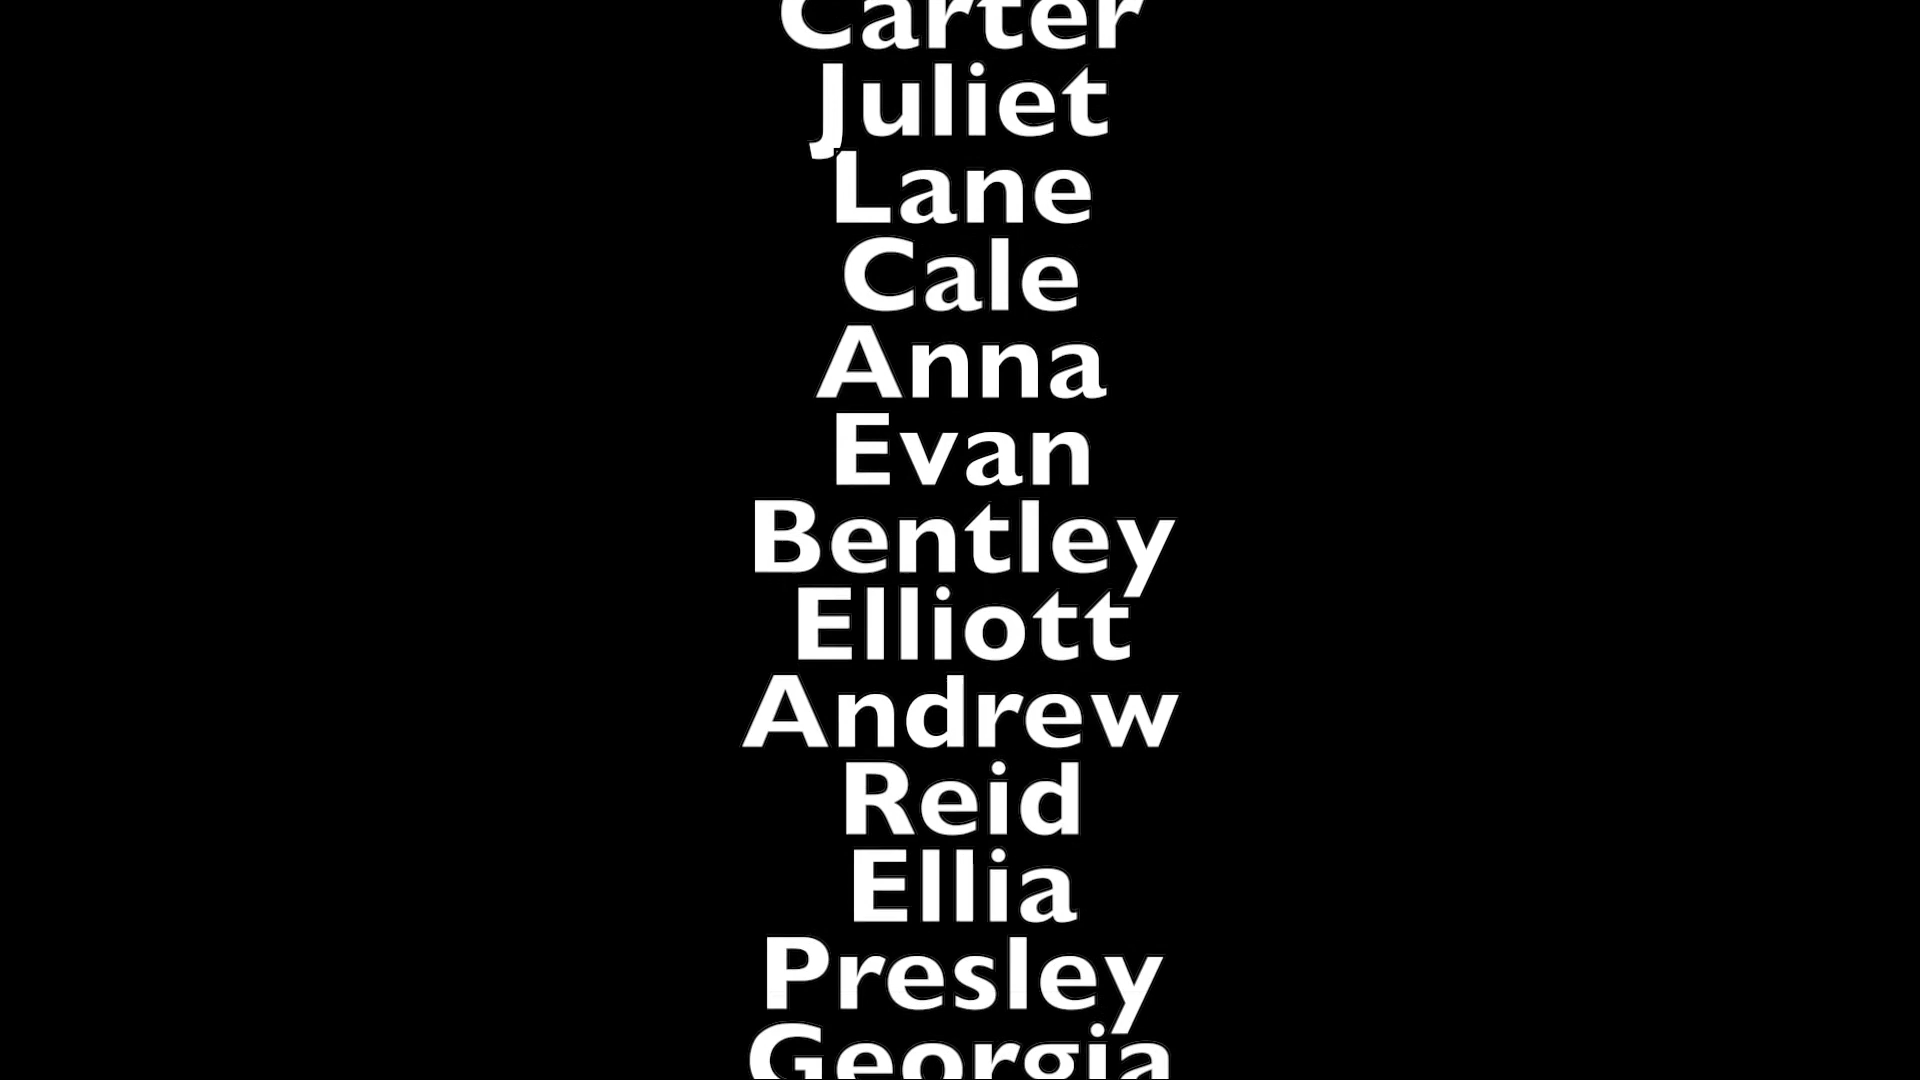 Carter
Juliet
Lane
Cale
Anna
Evan
Bentley
Elliott
Andrew
Reid
Ellia
Presley
Georgia